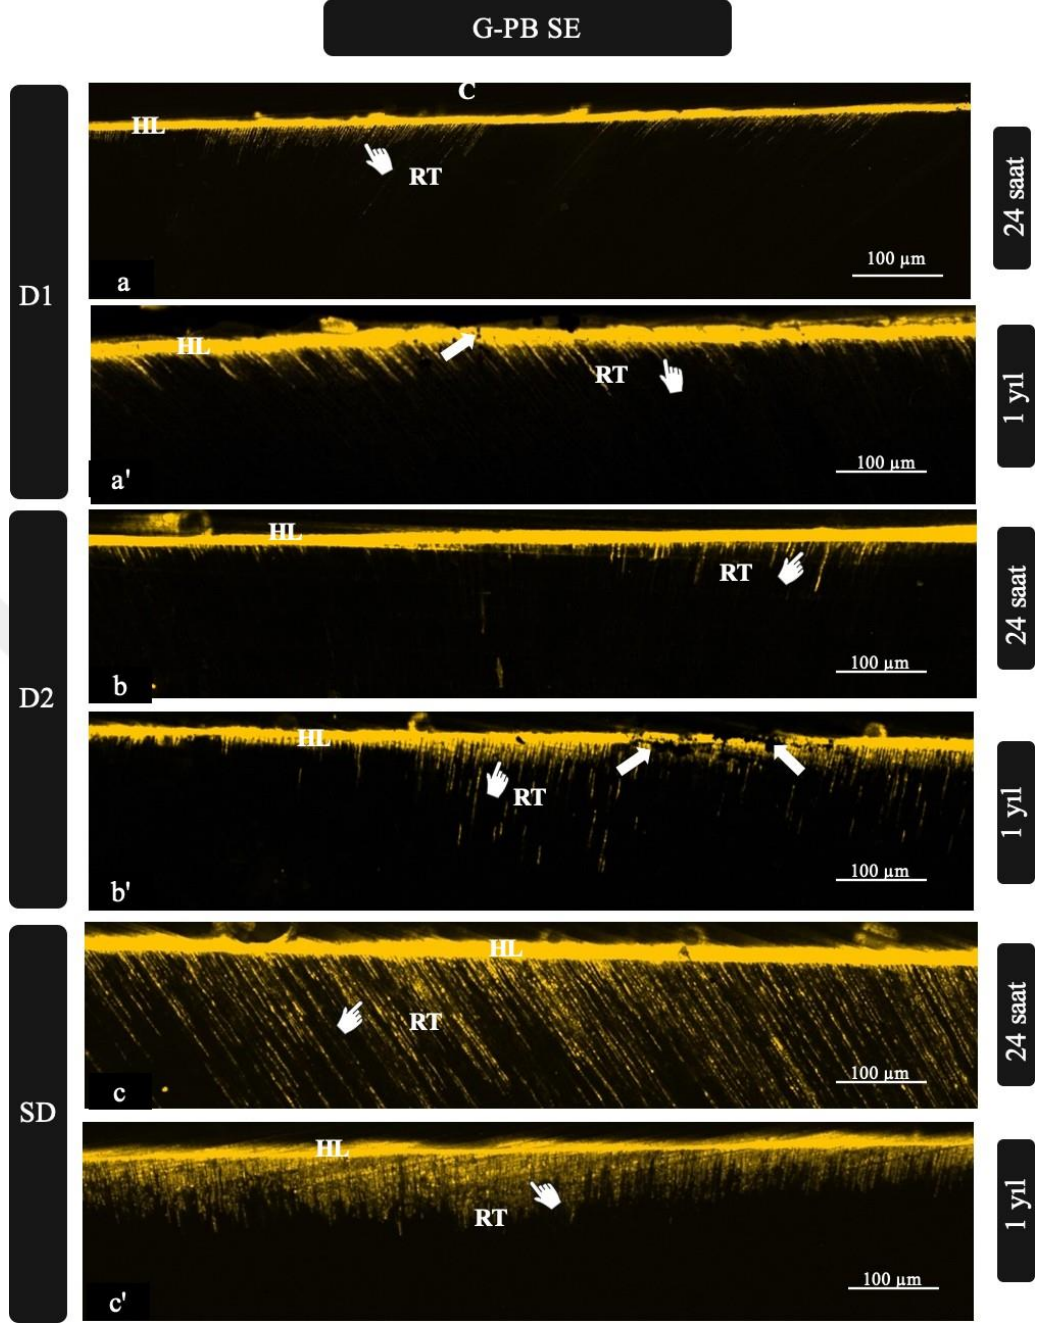 G-PB SE
D1
C
HL
RT
100 µm
a
24 saat
HL
RT
100 µm
a'
1 yıl
D2
HL
RT
100 µm
b
24 saat
HL
RT
100 µm
b'
1 yıl
SD
HL
RT
100 µm
c
24 saat
HL
RT
100 µm
c'
1 yıl